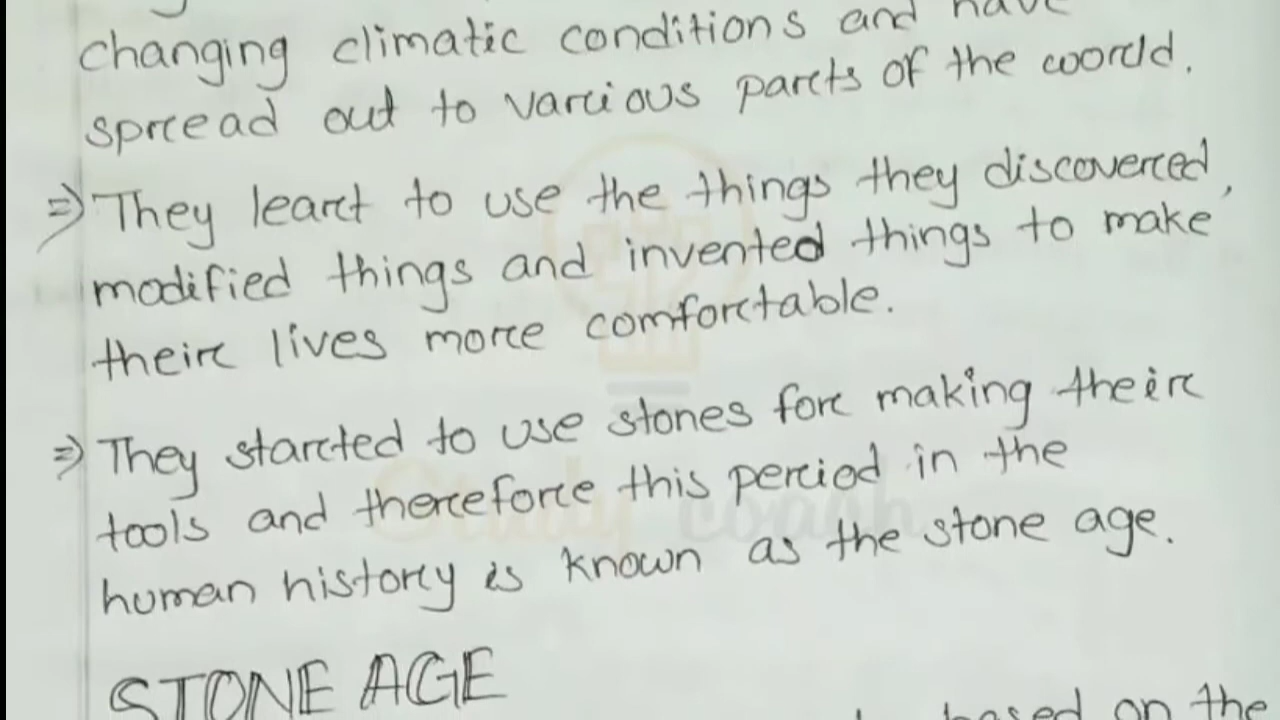 changing climatic conditions and have
spread out to various parts of the world.
⇒ They leart to use the things they discovered,
modified things and invented things to make
their lives more comfortable.
⇒ They started to use stones for making their
tools and therefore this period in the
human history is known as the stone age.
STONE AGE
based on the
Study coach